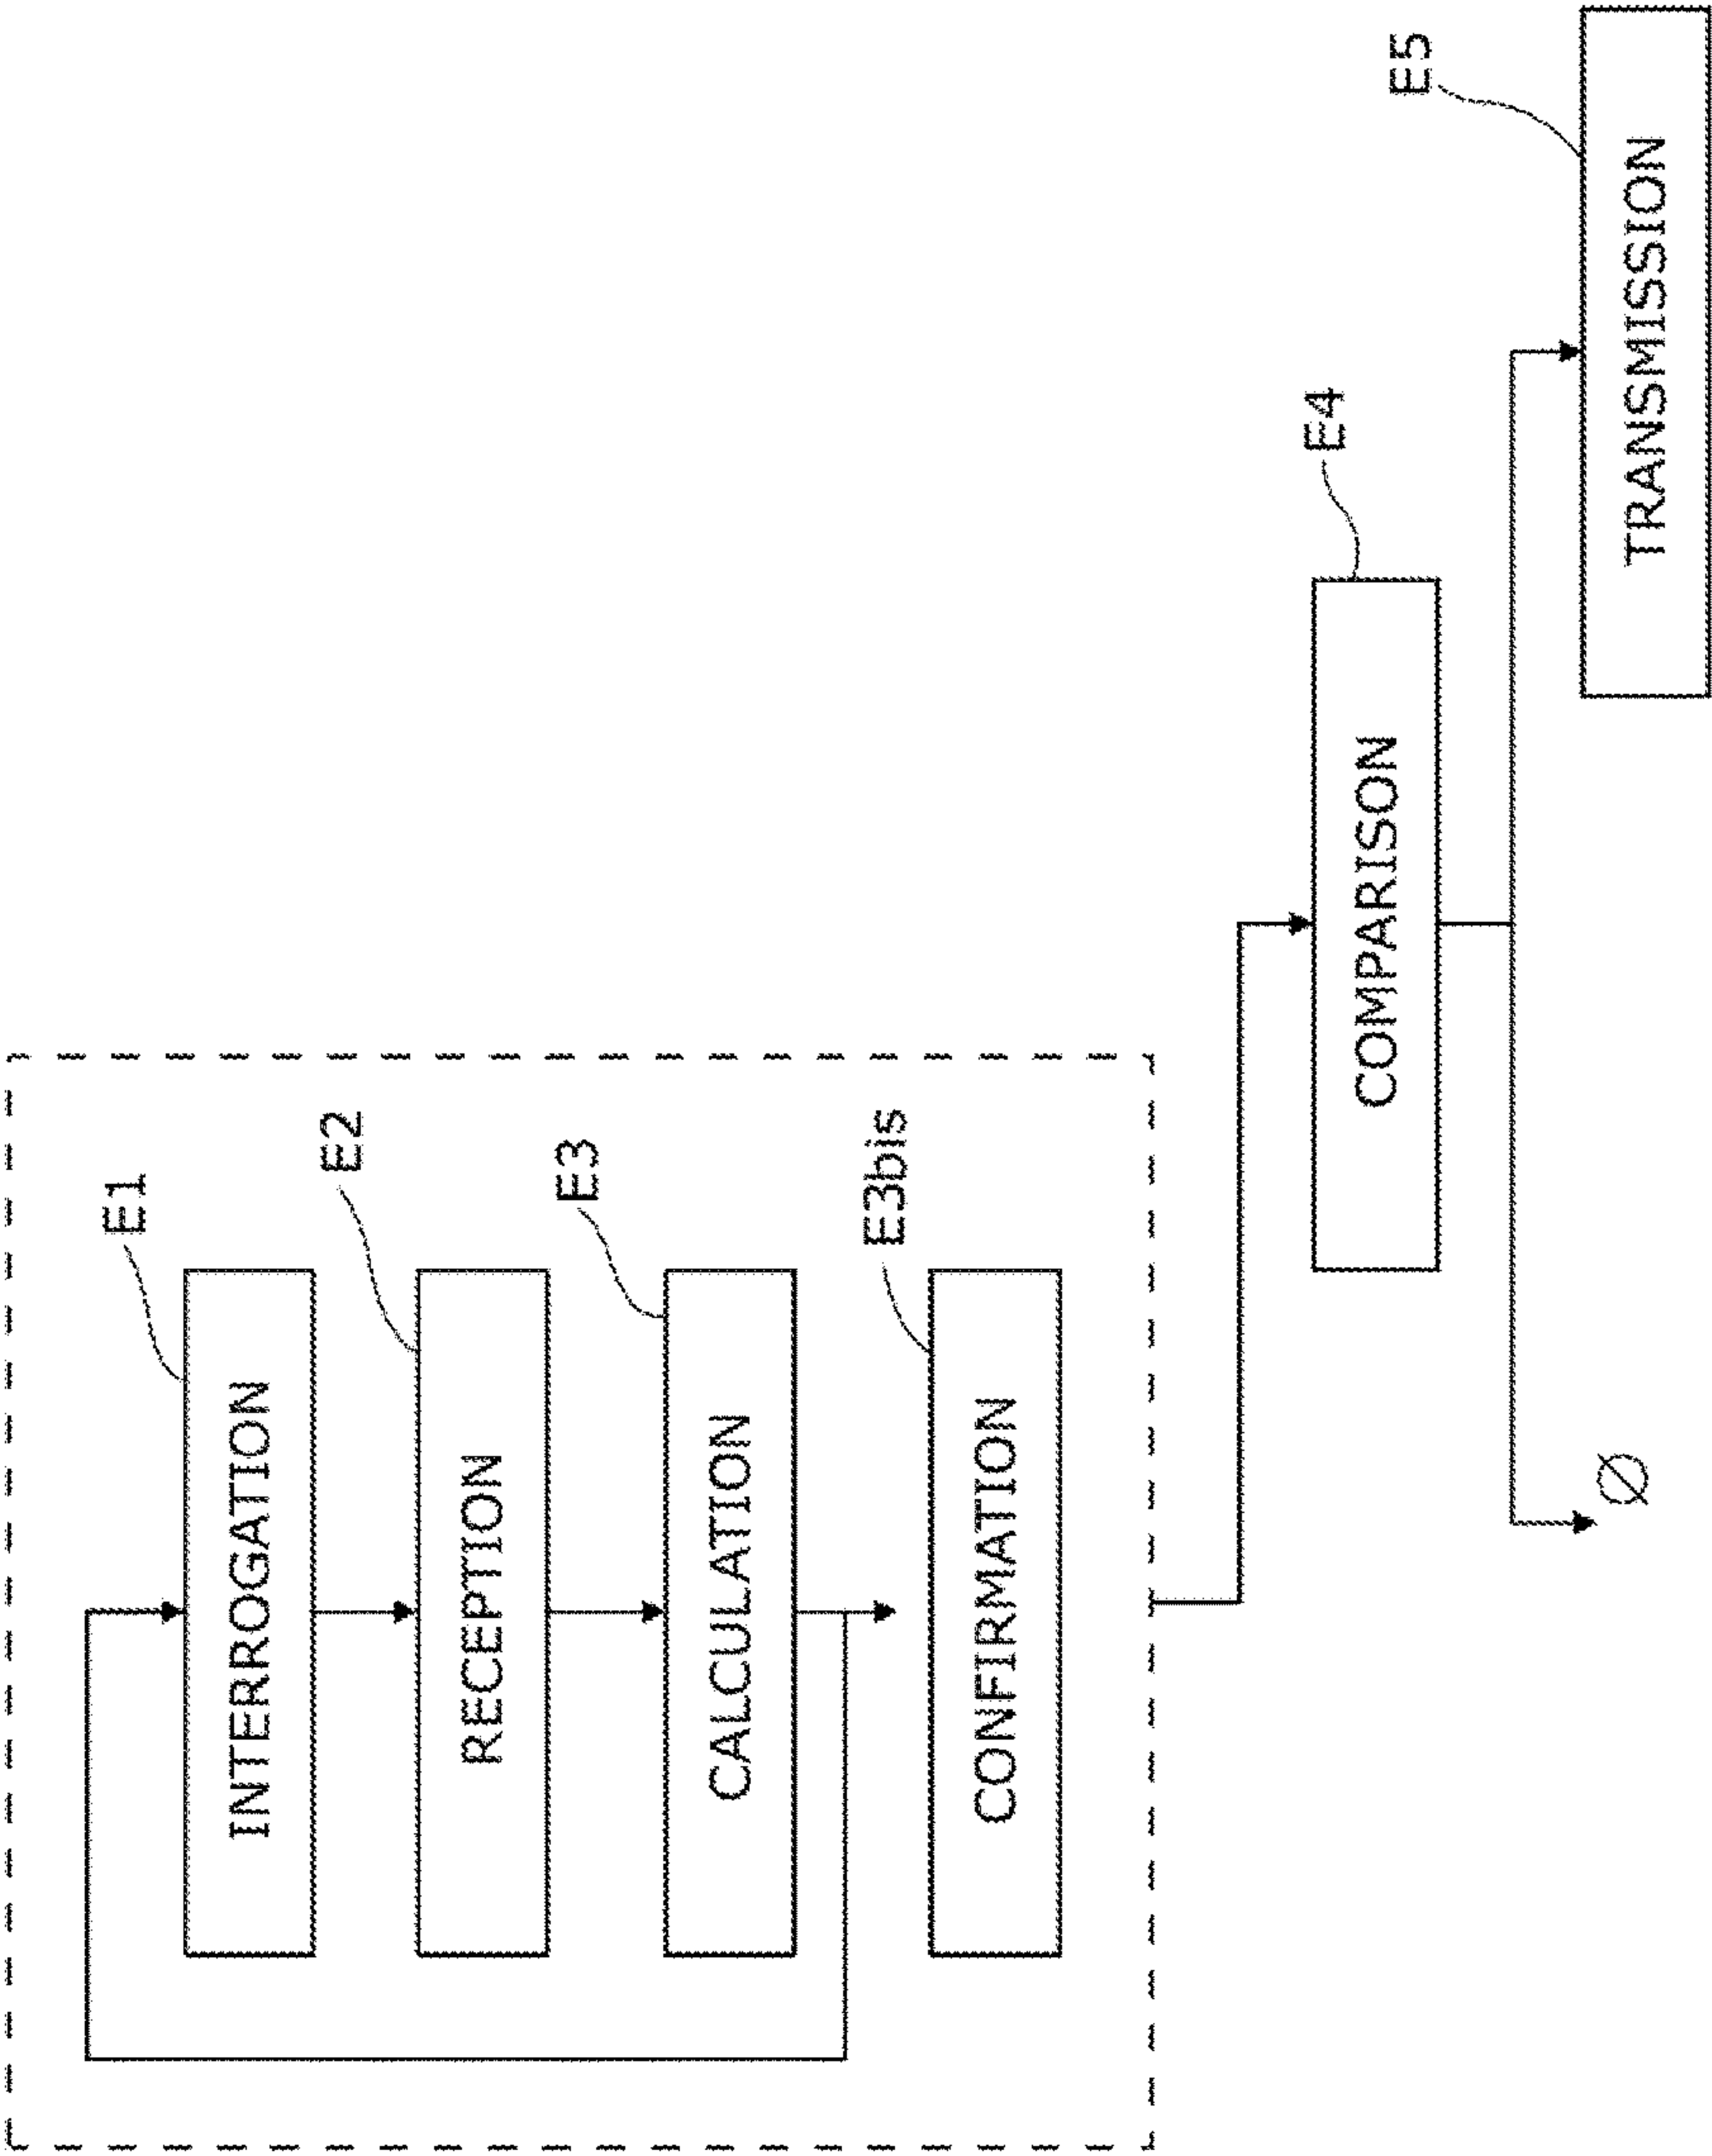 E1
INTERROGATION
E2
RECEPTION
E3
CALCULATION
E3bis
CONFIRMATION
E4
COMPARISON
E5
TRANSMISSION
Ø